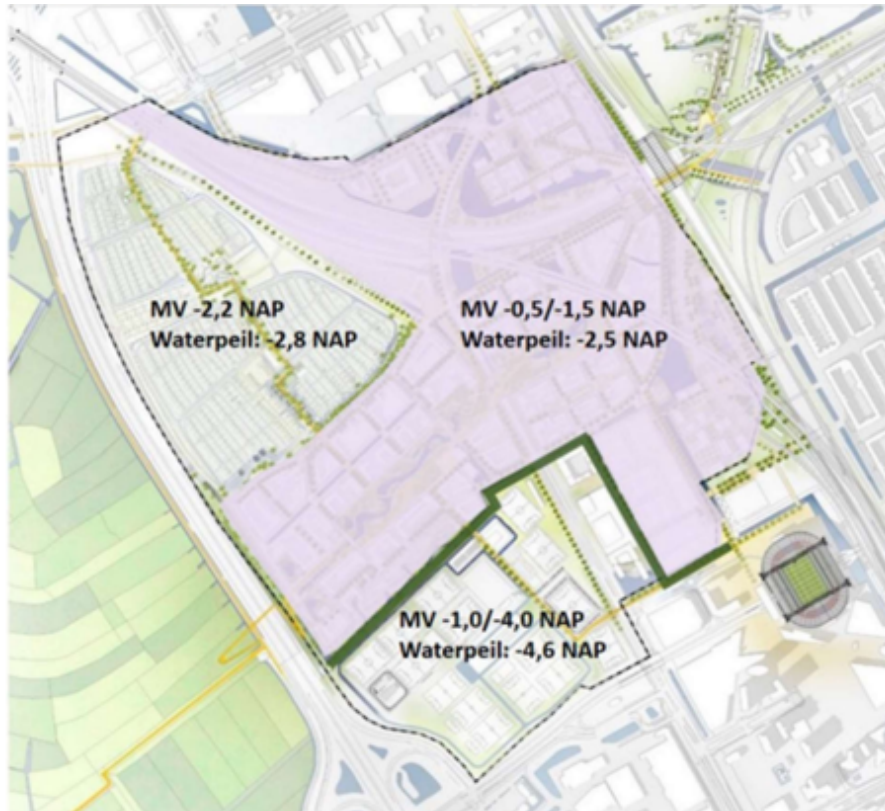 MV -2,2 NAP
Waterpeil: -2,8 NAP
MV -0,5/-1,5 NAP
Waterpeil: -2,5 NAP
MV -1,0/-4,0 NAP
Waterpeil: -4,6 NAP